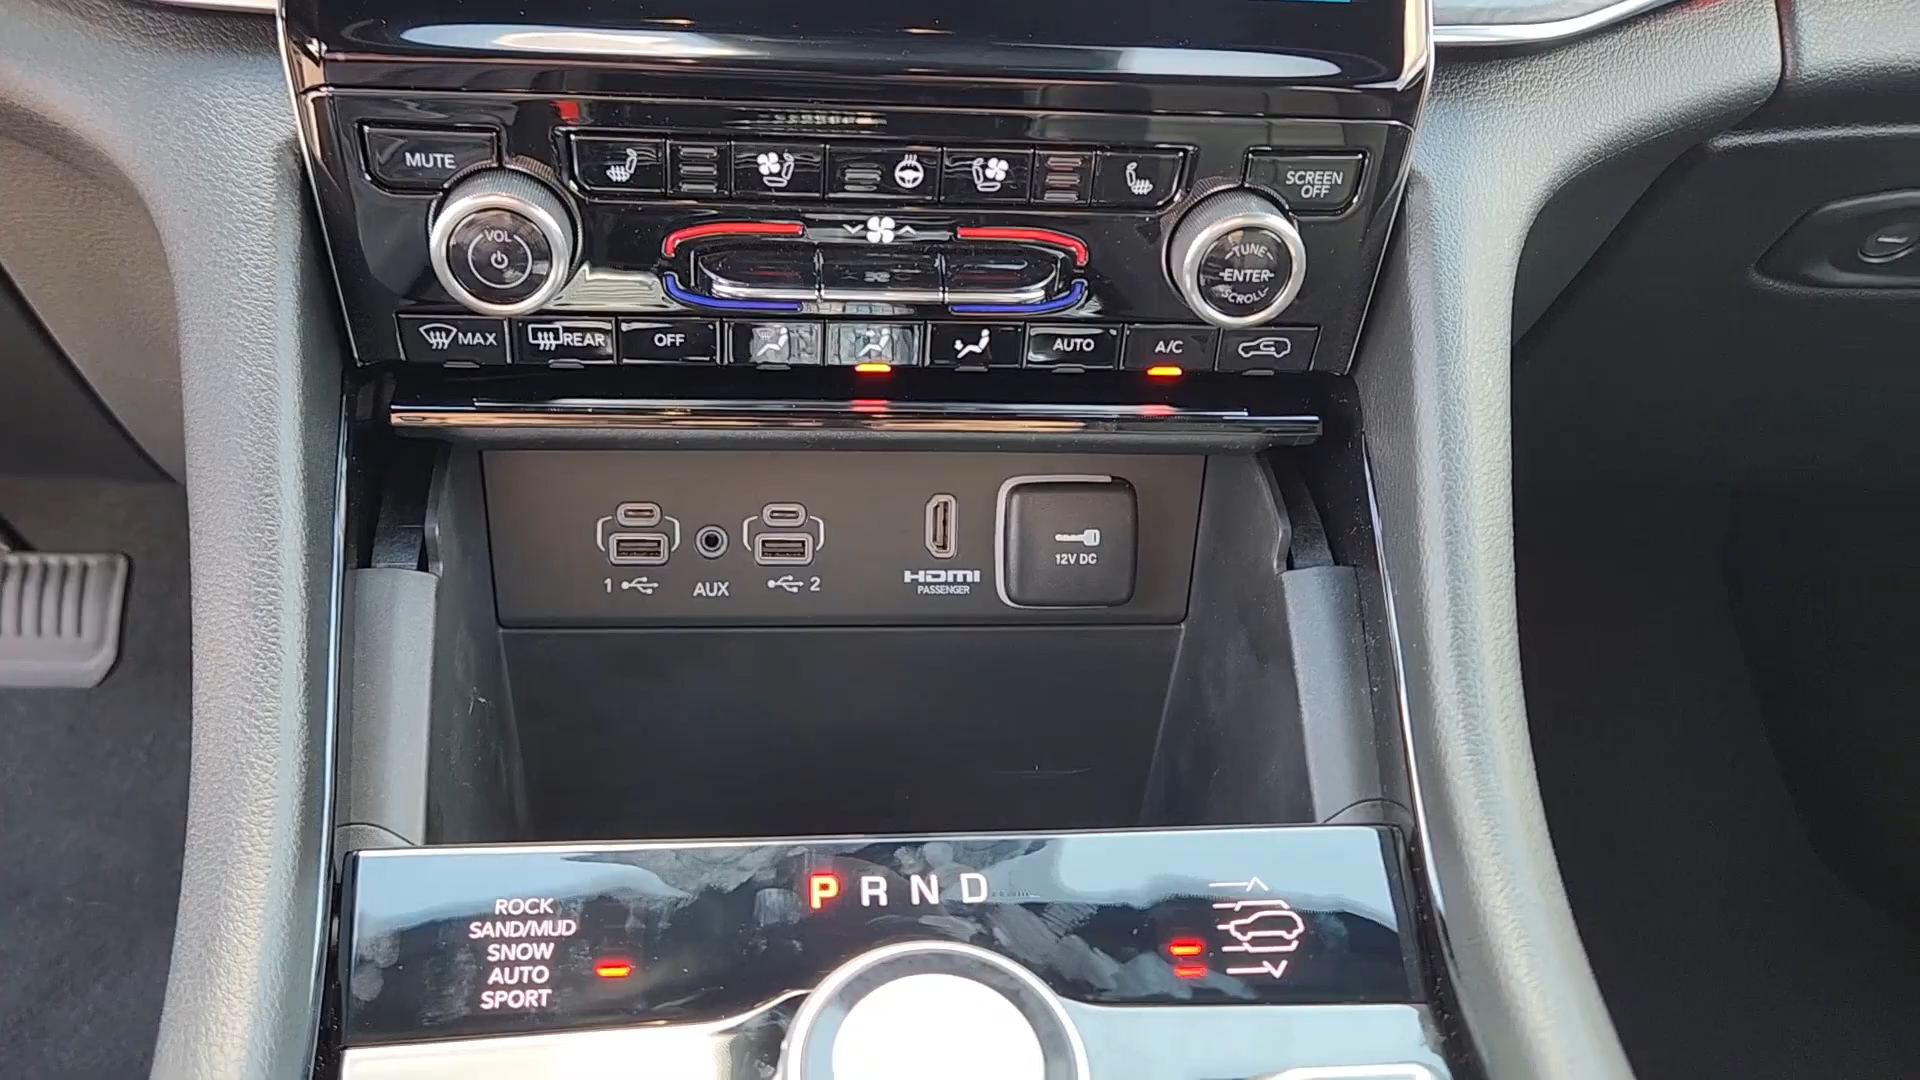 MUTE
SCREEN
OFF
VOL
TUNE
ENTER
SCROLL
MAX
REAR
OFF
AUTO
A/C
1
AUX
2
HDMI
PASSENGER
12V DC
P R N D
ROCK
SAND/MUD
SNOW
AUTO
SPORT